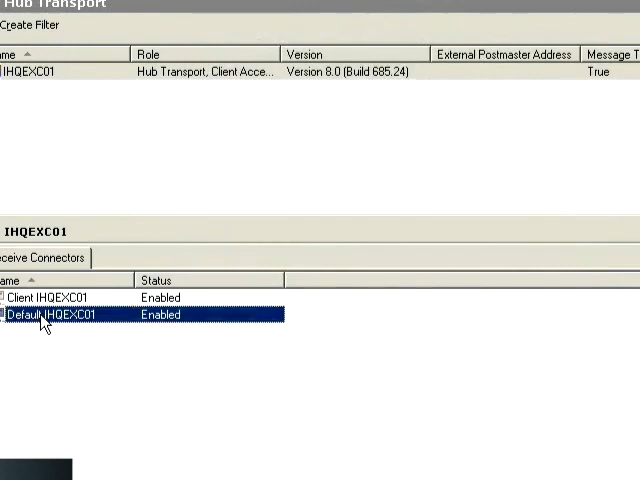 Hub Transport
Create Filter
ame Role Version External Postmaster Address Message T
IHQEXC01 Hub Transport, Client Acce... Version 8.0 (Build 685.24) True
IHQEXC01
eceive Connectors
ame Status
Client IHQEXC01 Enabled
Default IHQEXC01 Enabled